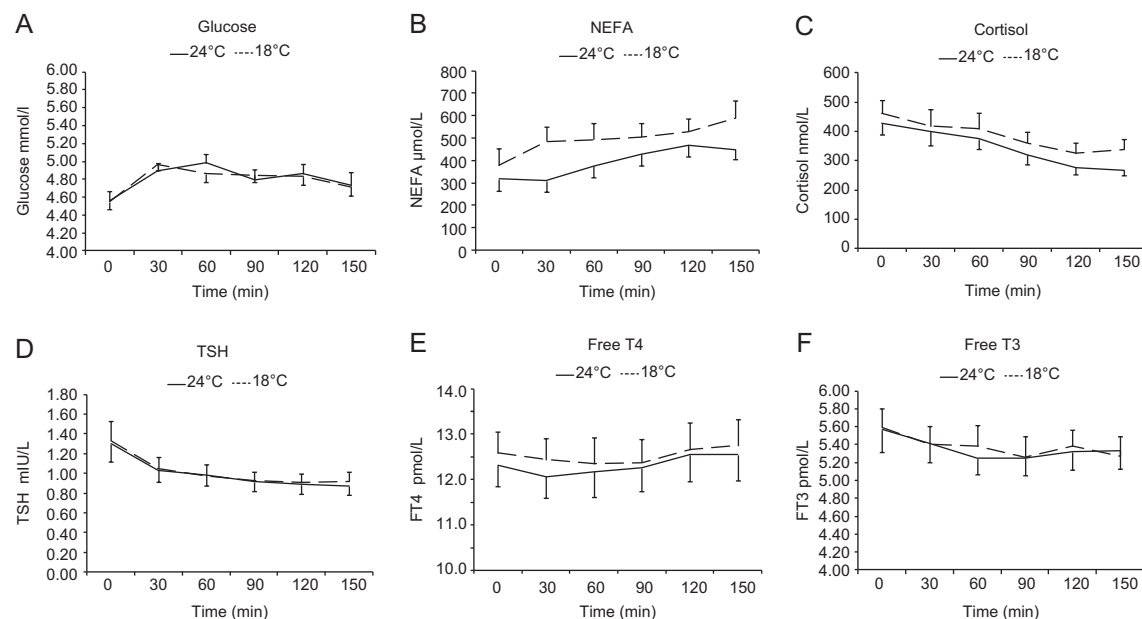 A
Glucose
24°C 18°C
Glucose mmol/l
6.00
5.80
5.60
5.40
5.20
5.00
4.80
4.60
4.40
4.20
4.00
0 30 60 90 120 150
Time (min)
B
NEFA
24°C 18°C
NEFA µmol/L
800
700
600
500
400
300
200
100
0
0 30 60 90 120 150
Time (min)
C
Cortisol
24°C 18°C
Cortisol nmol/L
600
500
400
300
200
100
0
0 30 60 90 120 150
Time (min)
D
TSH
24°C 18°C
TSH mIU/L
1.80
1.60
1.40
1.20
1.00
0.80
0.60
0.40
0.20
0.00
0 30 60 90 120 150
Time (min)
E
Free T4
24°C 18°C
FT4 pmol/L
14.0
13.0
12.0
11.0
10.0
0 30 60 90 120 150
Time (min)
F
Free T3
24°C 18°C
FT3 pmol/L
6.00
5.80
5.60
5.40
5.20
5.00
4.80
4.60
4.40
4.20
4.00
0 30 60 90 120 150
Time (min)